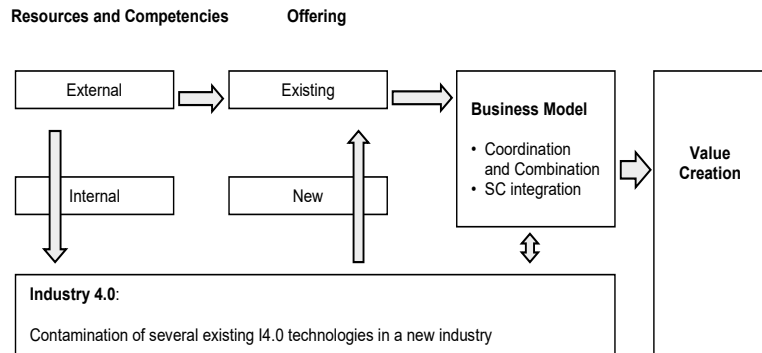 Resources and Competencies Offering
External Existing
Business Model
• Coordination
and Combination
• SC integration
Value
Creation
Internal New
Industry 4.0:
Contamination of several existing I4.0 technologies in a new industry